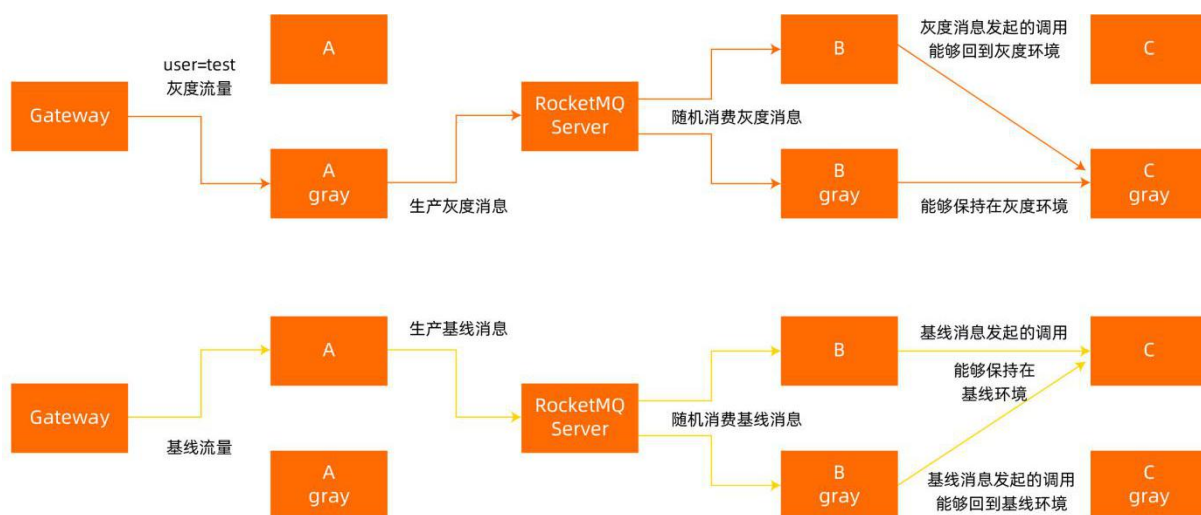 A
user=test
灰度流量
Gateway
A
gray
生产灰度消息
RocketMQ
Server
随机消费灰度消息
B
B
gray
灰度消息发起的调用
能够回到灰度环境
能够保持在灰度环境
C
C
gray
A
生产基线消息
Gateway
基线流量
A
gray
RocketMQ
Server
随机消费基线消息
B
B
gray
基线消息发起的调用
能够保持在
基线环境
基线消息发起的调用
能够回到基线环境
C
C
gray